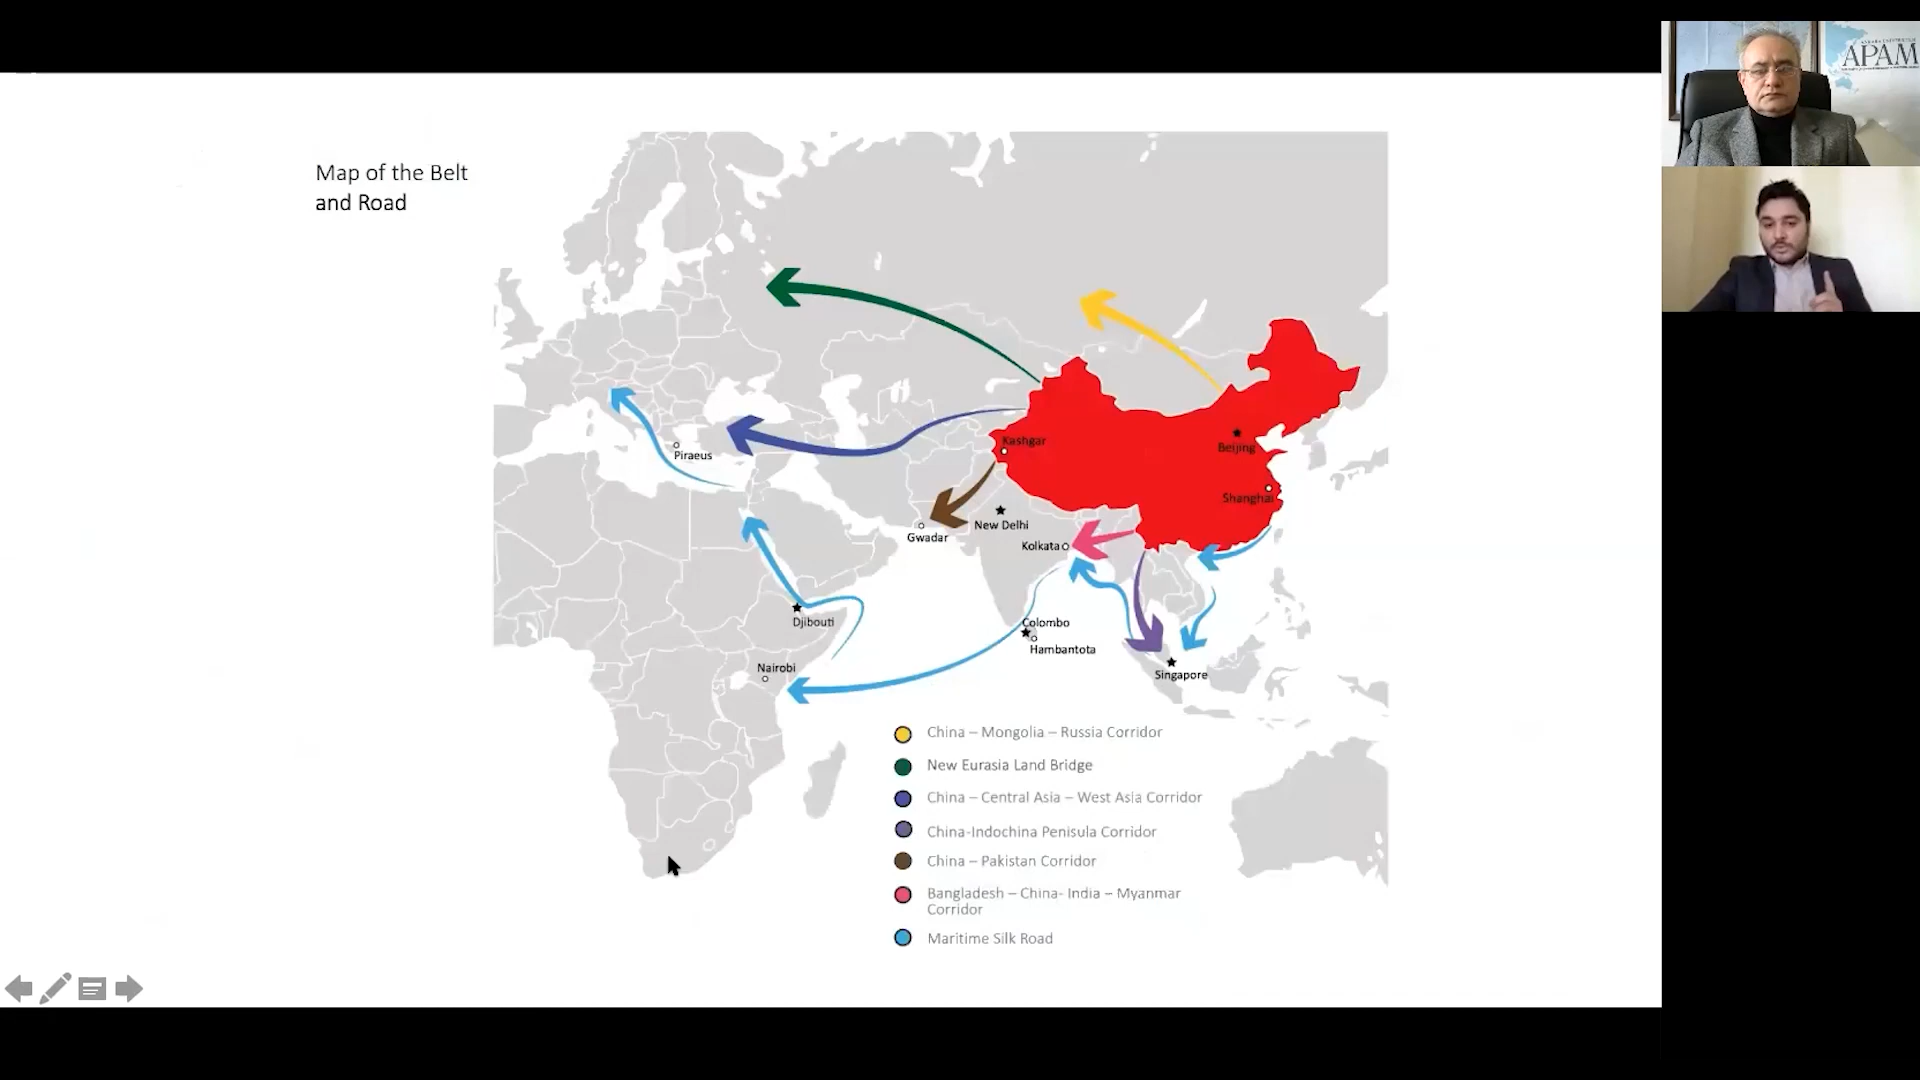 Map of the Belt
and Road
APAM
Kashgar
Beijing
Shanghai
Piraeus
New Delhi
Gwadar
Kolkata
Djibouti
Colombo
Hambantota
Nairobi
Singapore
China – Mongolia – Russia Corridor
New Eurasia Land Bridge
China – Central Asia – West Asia Corridor
China-Indochina Penisula Corridor
China – Pakistan Corridor
Bangladesh – China- India – Myanmar
Corridor
Maritime Silk Road